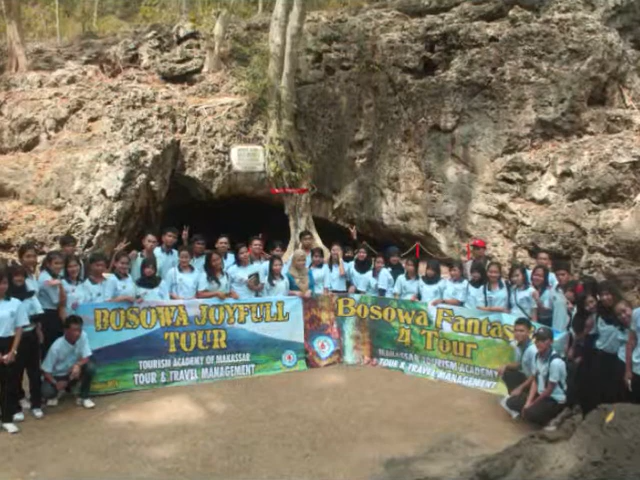 BOSOWA JOYFULL
TOUR
TOURISM ACADEMY OF MAKASSAR
TOUR & TRAVEL MANAGEMENT
BOSOWA FANTAS
4 TOUR
MAKASSAR TOURISM ACADEMY
TOUR & TRAVEL MANAGEMENT